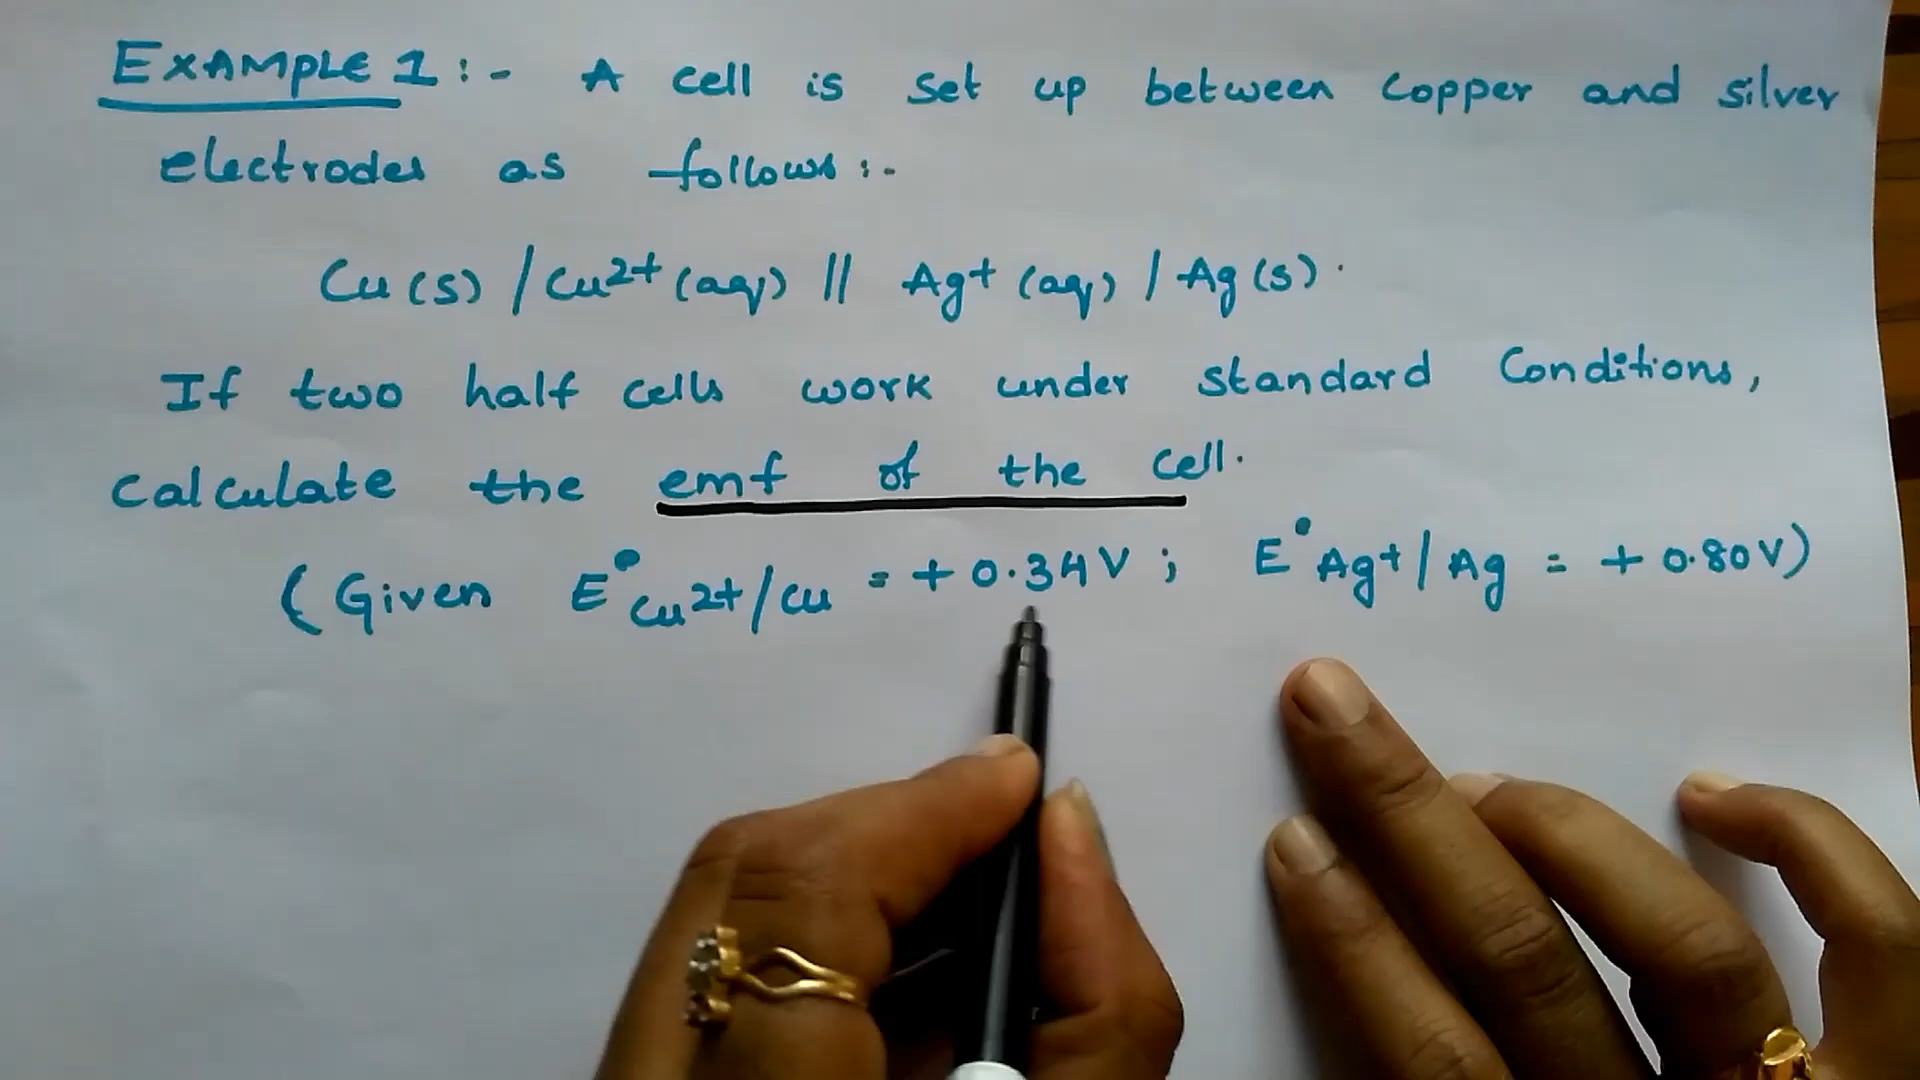 EXAMPLE 1 :- A cell is set up between copper and silver
electrodes as follows :-
Cu (s) / Cu2+ (aq) || Ag+ (aq) / Ag (s) .
If two half cells work under standard Conditions,
calculate the emf of the cell.
(Given E° Cu2+/Cu = + 0.34V ; E° Ag+/Ag = + 0.80V)